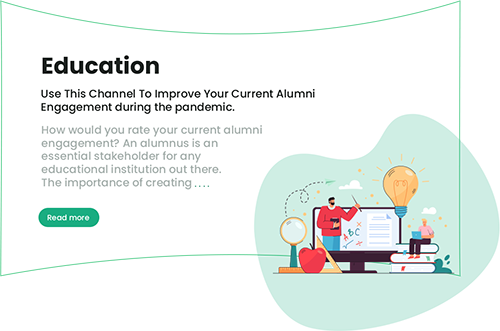 Education
Use This Channel To Improve Your Current Alumni
Engagement during the pandemic.
How would you rate your current alumni
engagement? An alumnus is an
essential stakeholder for any
educational institution out there.
The importance of creating ....
Read more
ABC